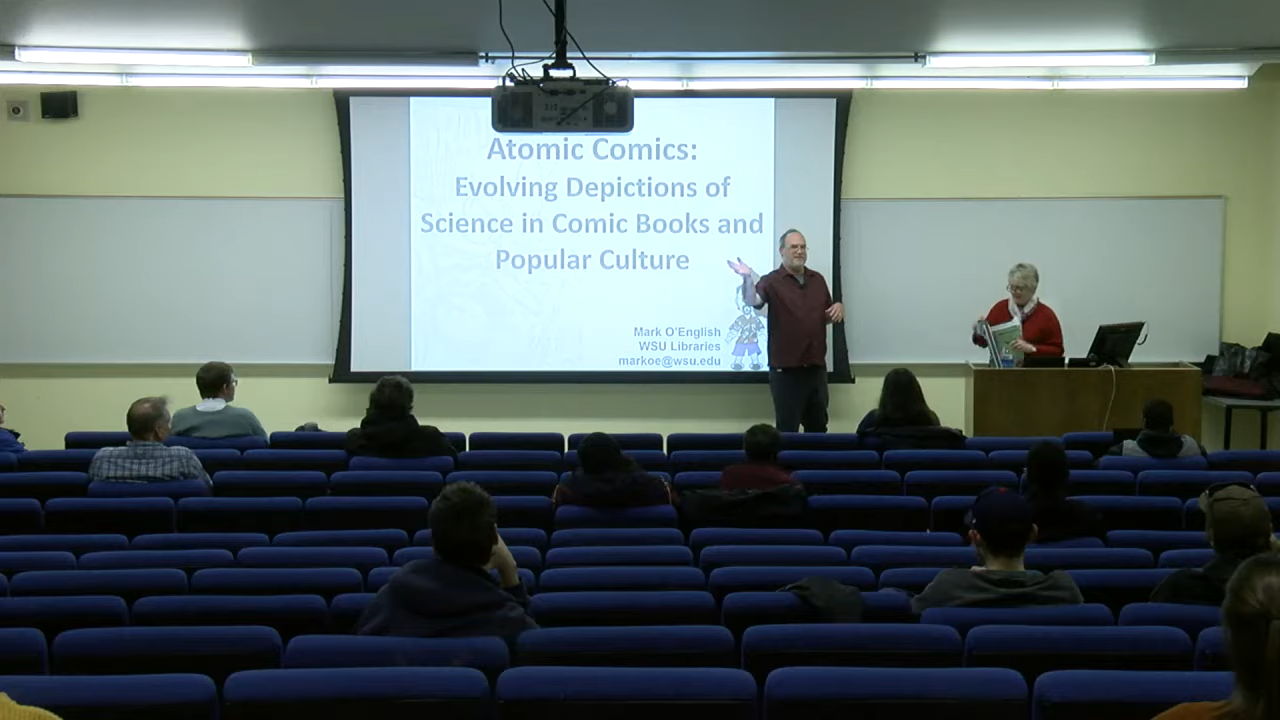 Atomic Comics:
Evolving Depictions of
Science in Comic Books and
Popular Culture
Mark O'English
WSU Libraries
markoe@wsu.edu